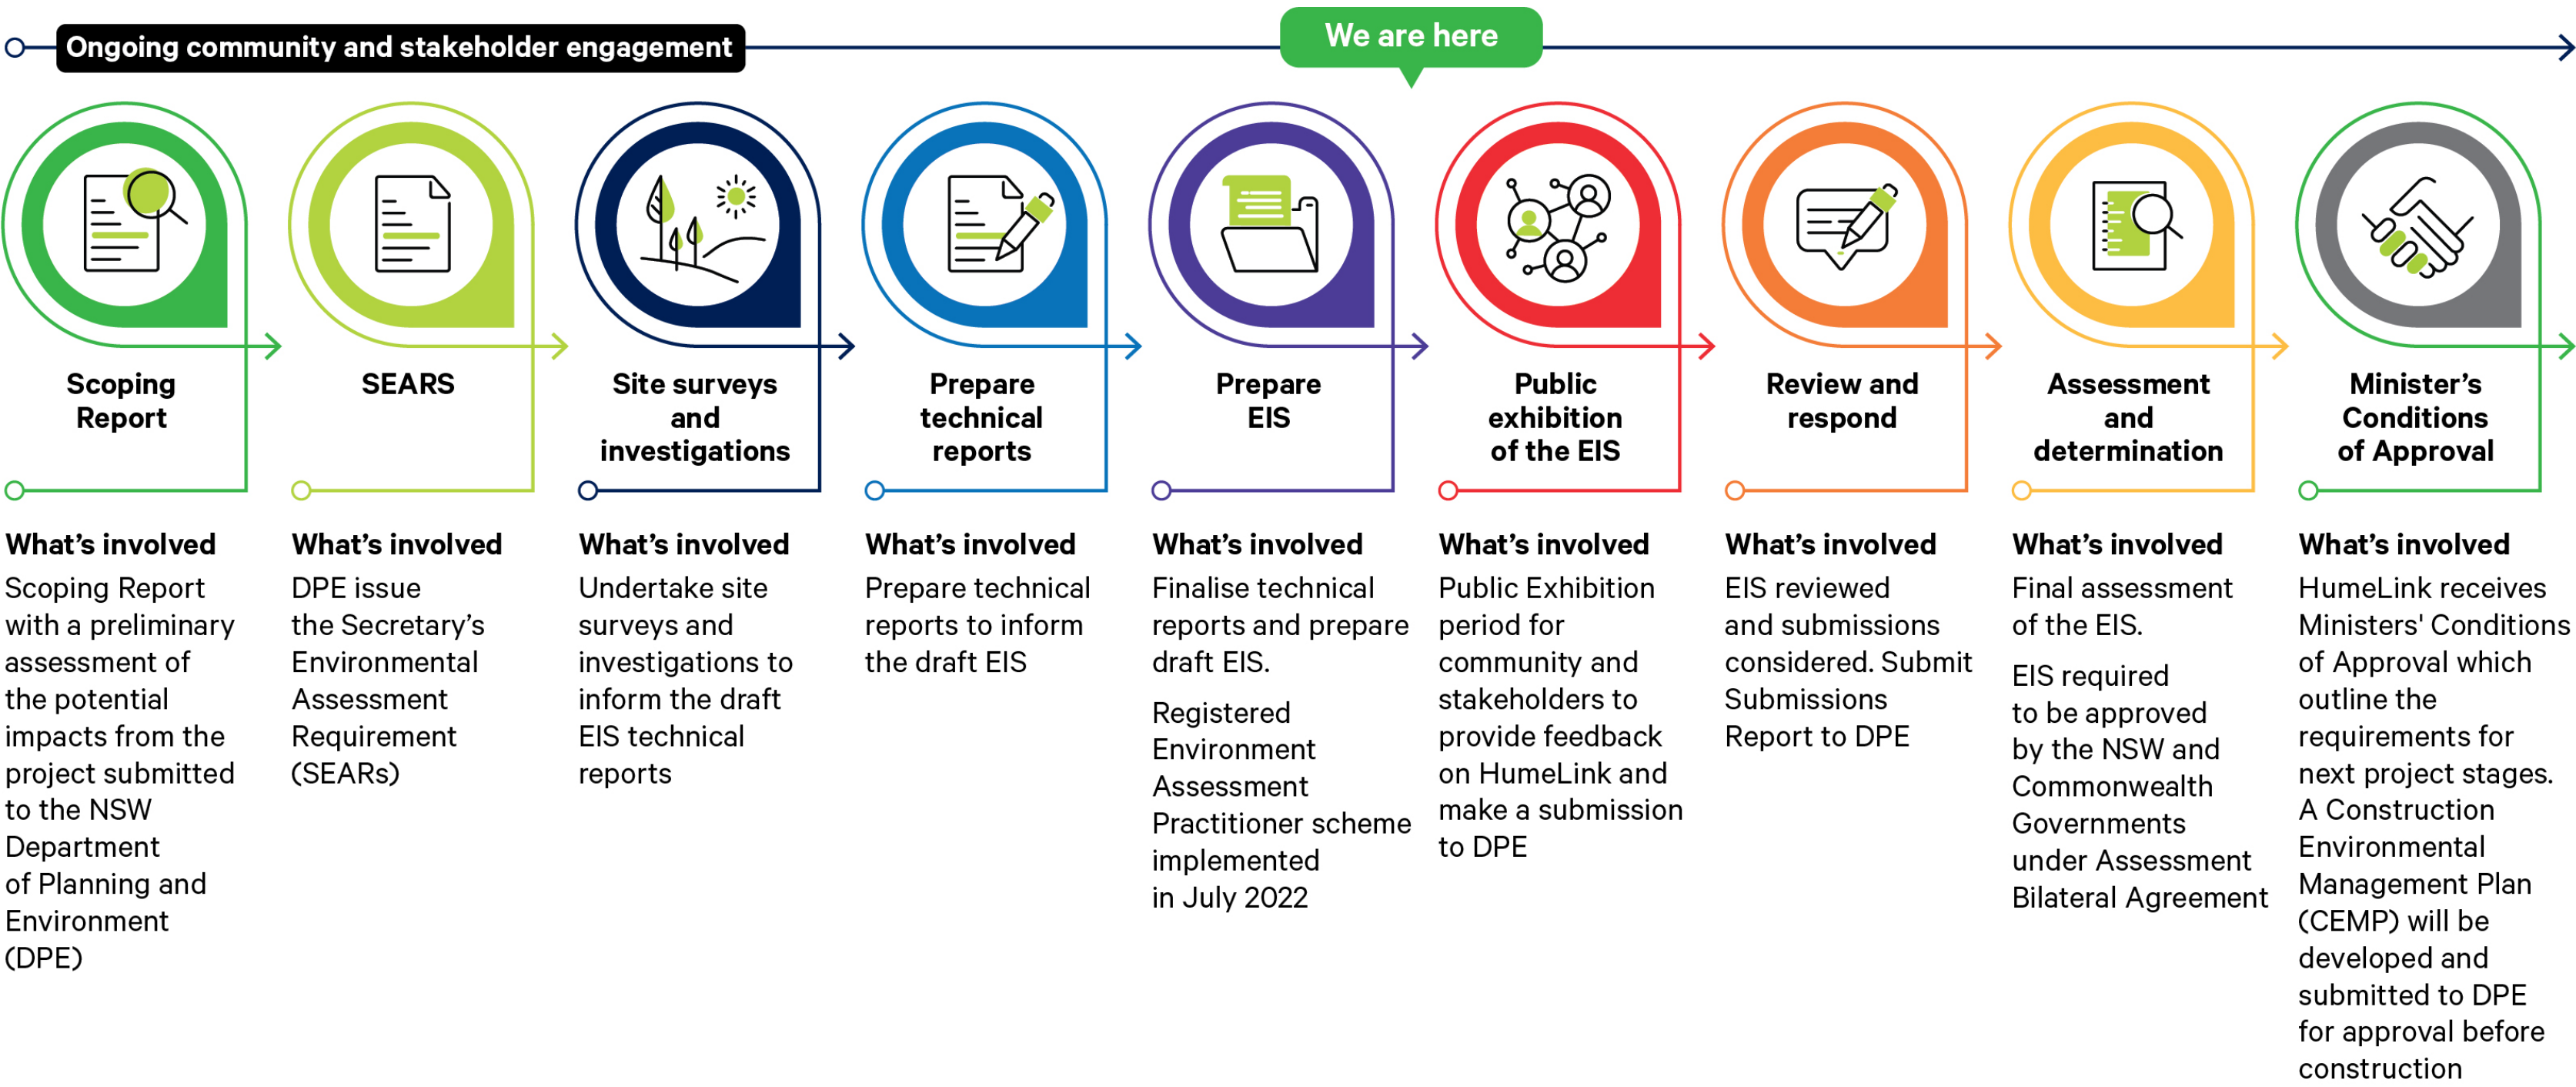 Ongoing community and stakeholder engagement
We are here
Scoping
Report
What’s involved
Scoping Report
with a preliminary
assessment of
the potential
impacts from the
project submitted
to the NSW
Department
of Planning and
Environment
(DPE)
SEARS
What’s involved
DPE issue
the Secretary’s
Environmental
Assessment
Requirement
(SEARs)
Site surveys
and
investigations
What’s involved
Undertake site
surveys and
investigations to
inform the draft
EIS technical
reports
Prepare
technical
reports
What’s involved
Prepare technical
reports to inform
the draft EIS
Prepare
EIS
What’s involved
Finalise technical
reports and prepare
draft EIS.
Registered
Environment
Assessment
Practitioner scheme
implemented
in July 2022
Public
exhibition
of the EIS
What’s involved
Public Exhibition
period for
community and
stakeholders to
provide feedback
on HumeLink and
make a submission
to DPE
Review and
respond
What’s involved
EIS reviewed
and submissions
considered. Submit
Submissions
Report to DPE
Assessment
and
determination
What’s involved
Final assessment
of the EIS.
EIS required
to be approved
by the NSW and
Commonwealth
Governments
under Assessment
Bilateral Agreement
Minister’s
Conditions
of Approval
What’s involved
HumeLink receives
Ministers' Conditions
of Approval which
outline the
requirements for
next project stages.
A Construction
Environmental
Management Plan
(CEMP) will be
developed and
submitted to DPE
for approval before
construction